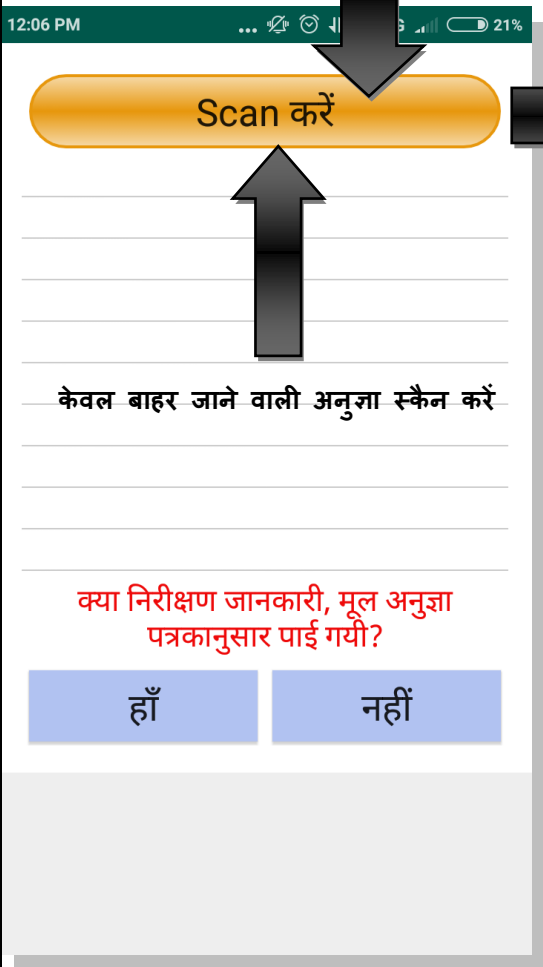 12:06 PM ... G 21%
Scan करें
केवल बाहर जाने वाली अनुज्ञा स्कैन करें
क्या निरीक्षण जानकारी, मूल अनुज्ञा
पत्रकानुसार पाई गयी?
हाँ नहीं